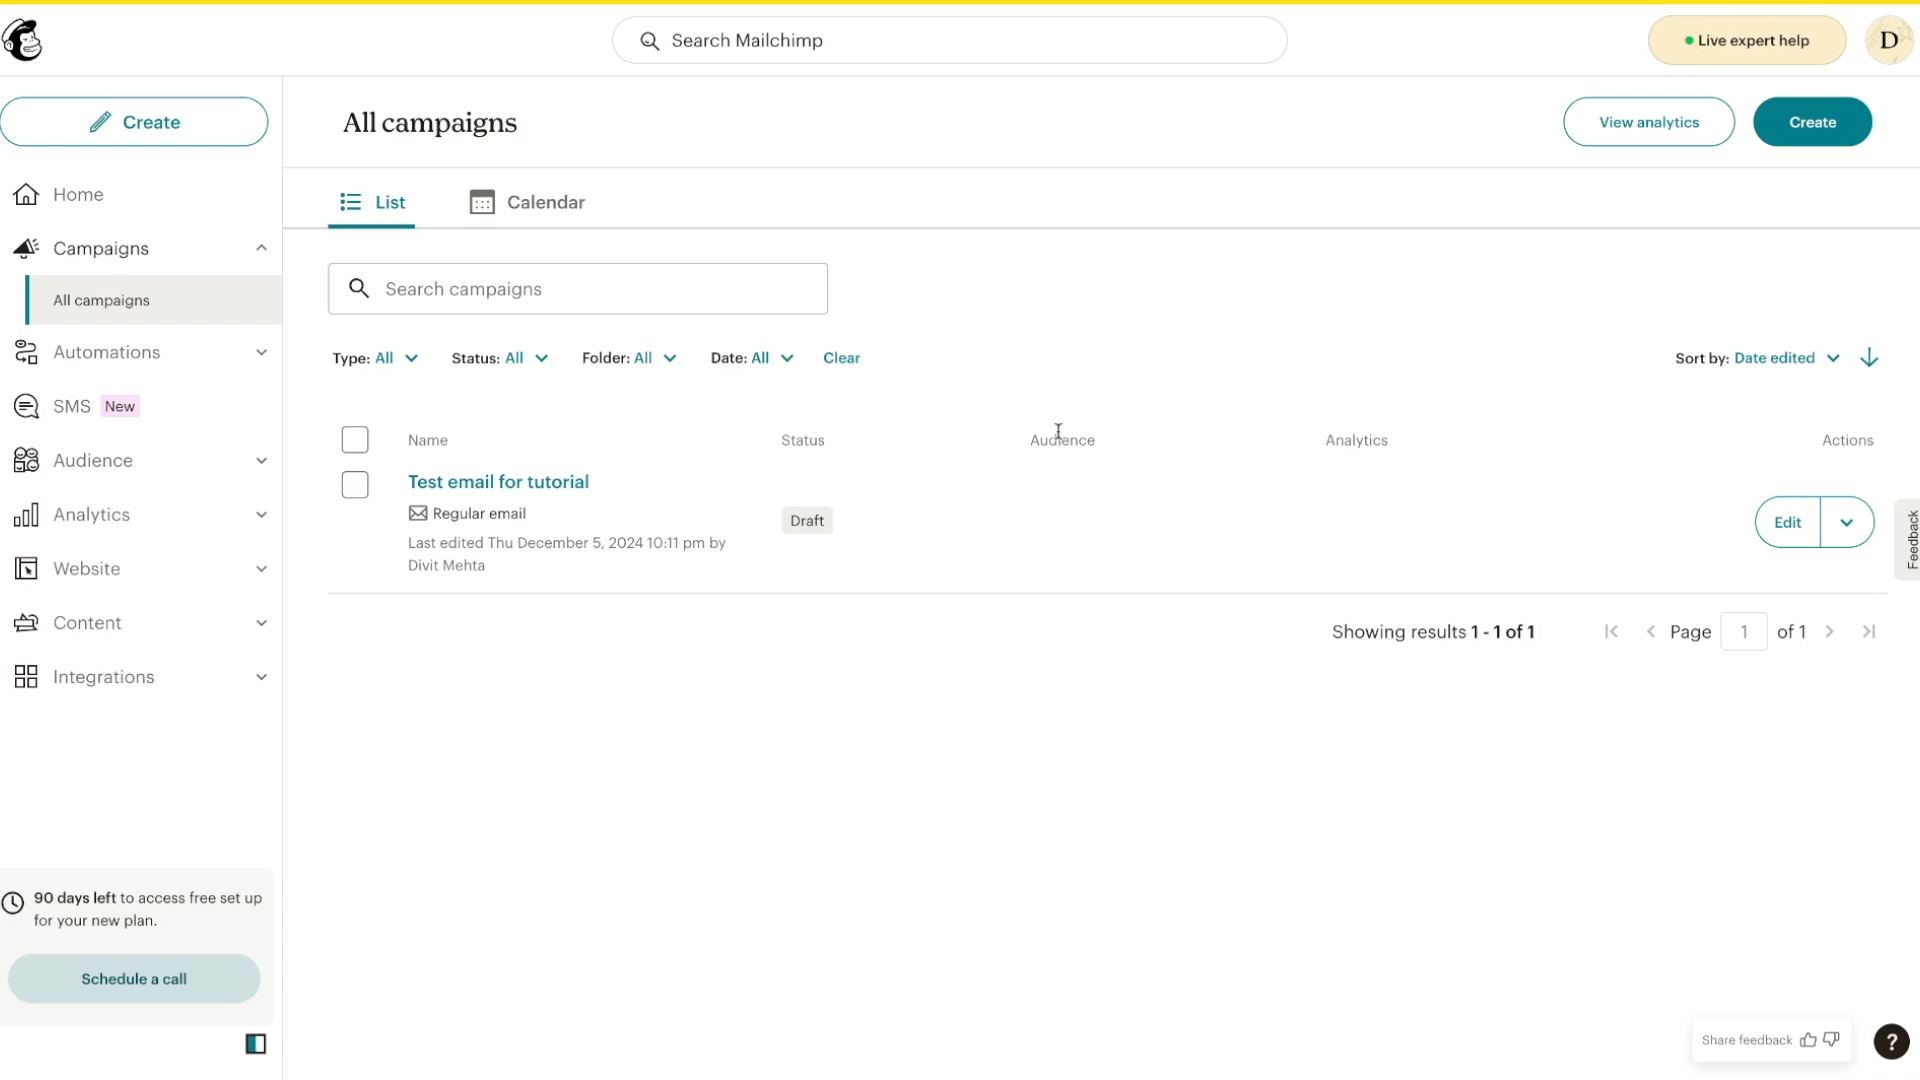 Search Mailchimp
Live expert help
D
Create
All campaigns
View analytics
Create
Home
Campaigns
All campaigns
Automations
SMS New
Audience
Analytics
Website
Content
Integrations
List
Calendar
Search campaigns
Type: All
Status: All
Folder: All
Date: All
Clear
Sort by: Date edited
Name
Status
Audience
Analytics
Actions
Test email for tutorial
Regular email
Last edited Thu December 5, 2024 10:11 pm by
Divit Mehta
Draft
Edit
Feedback
Showing results 1 - 1 of 1
Page 1 of 1
90 days left to access free set up
for your new plan.
Schedule a call
Share feedback
?